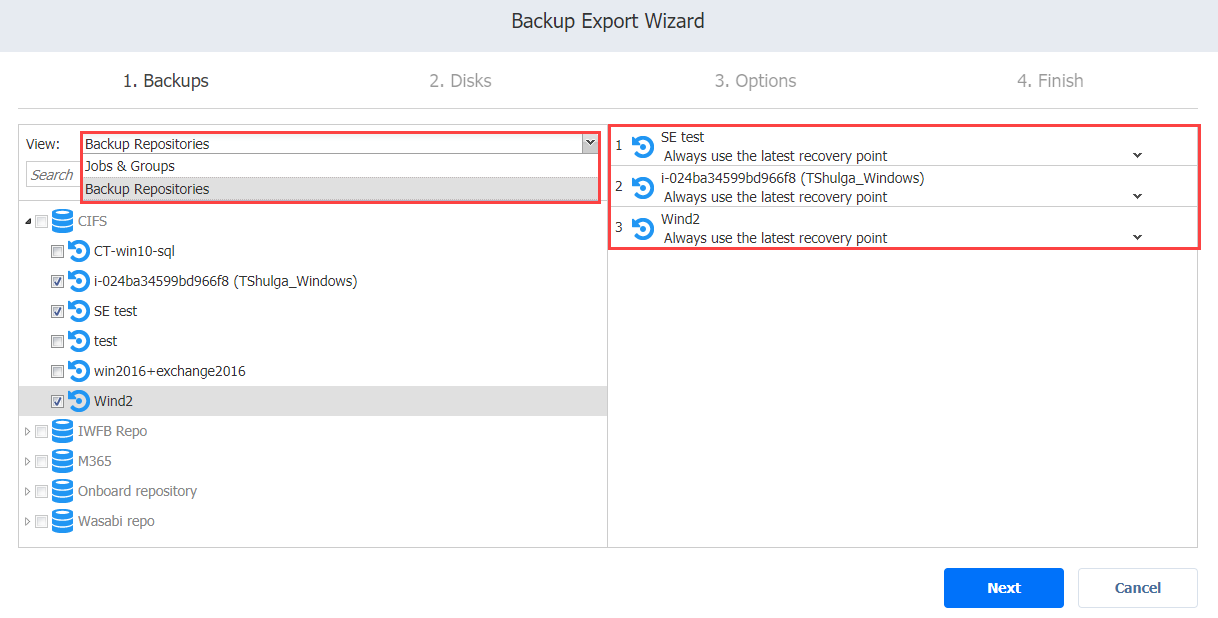 Backup Export Wizard
1. Backups
2. Disks
3. Options
4. Finish
View:
Backup Repositories
Jobs & Groups
Backup Repositories
Search
CIFS
CT-win10-sql
i-024ba34599bd966f8 (TShulga_Windows)
SE test
test
win2016+exchange2016
Wind2
IWFB Repo
M365
Onboard repository
Wasabi repo
1
SE test
Always use the latest recovery point
2
i-024ba34599bd966f8 (TShulga_Windows)
Always use the latest recovery point
3
Wind2
Always use the latest recovery point
Next
Cancel